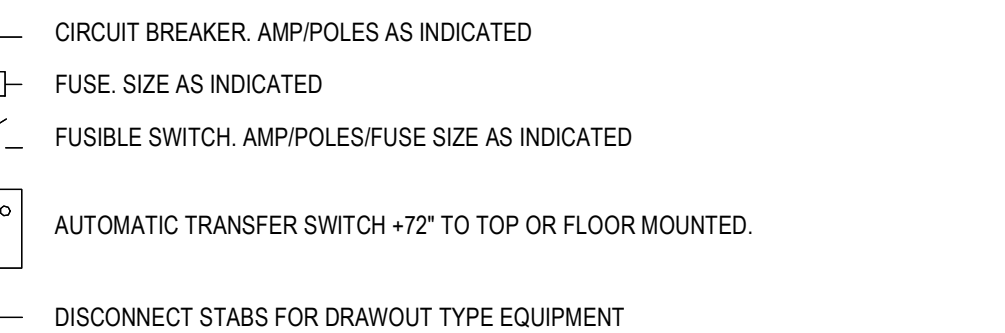 CIRCUIT BREAKER. AMP/POLES AS INDICATED
FUSE. SIZE AS INDICATED
FUSIBLE SWITCH. AMP/POLES/FUSE SIZE AS INDICATED
AUTOMATIC TRANSFER SWITCH +72" TO TOP OR FLOOR MOUNTED.
DISCONNECT STABS FOR DRAWOUT TYPE EQUIPMENT